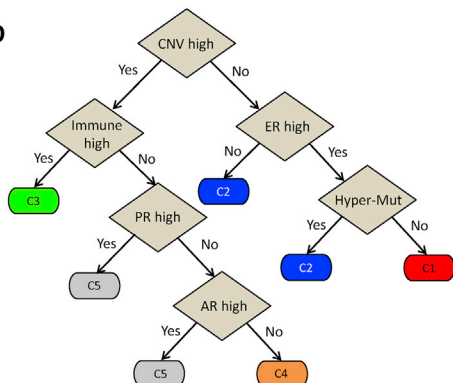 CNV high
Yes
No
Immune
high
ER high
Yes
No
No
Yes
C3
C2
PR high
Hyper-Mut
Yes
No
Yes
No
C5
C2
C1
AR high
Yes
No
C5
C4